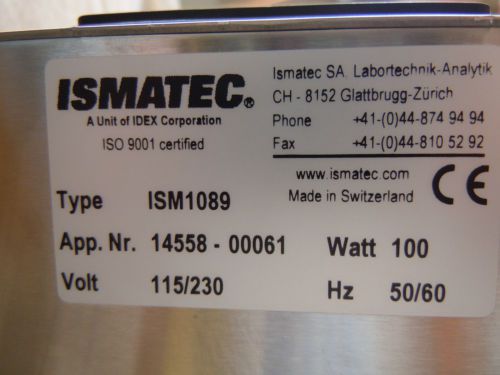 ISMATEC®
A Unit of IDEX Corporation
ISO 9001 certified
Ismatec SA. Labortechnik-Analytik
CH - 8152 Glattbrugg-Zürich
Phone +41-(0)44-874 94 94
Fax +41-(0)44-810 52 92
www.ismatec.com
Made in Switzerland
CE
Type ISM1089
App. Nr. 14558 - 00061 Watt 100
Volt 115/230 Hz 50/60